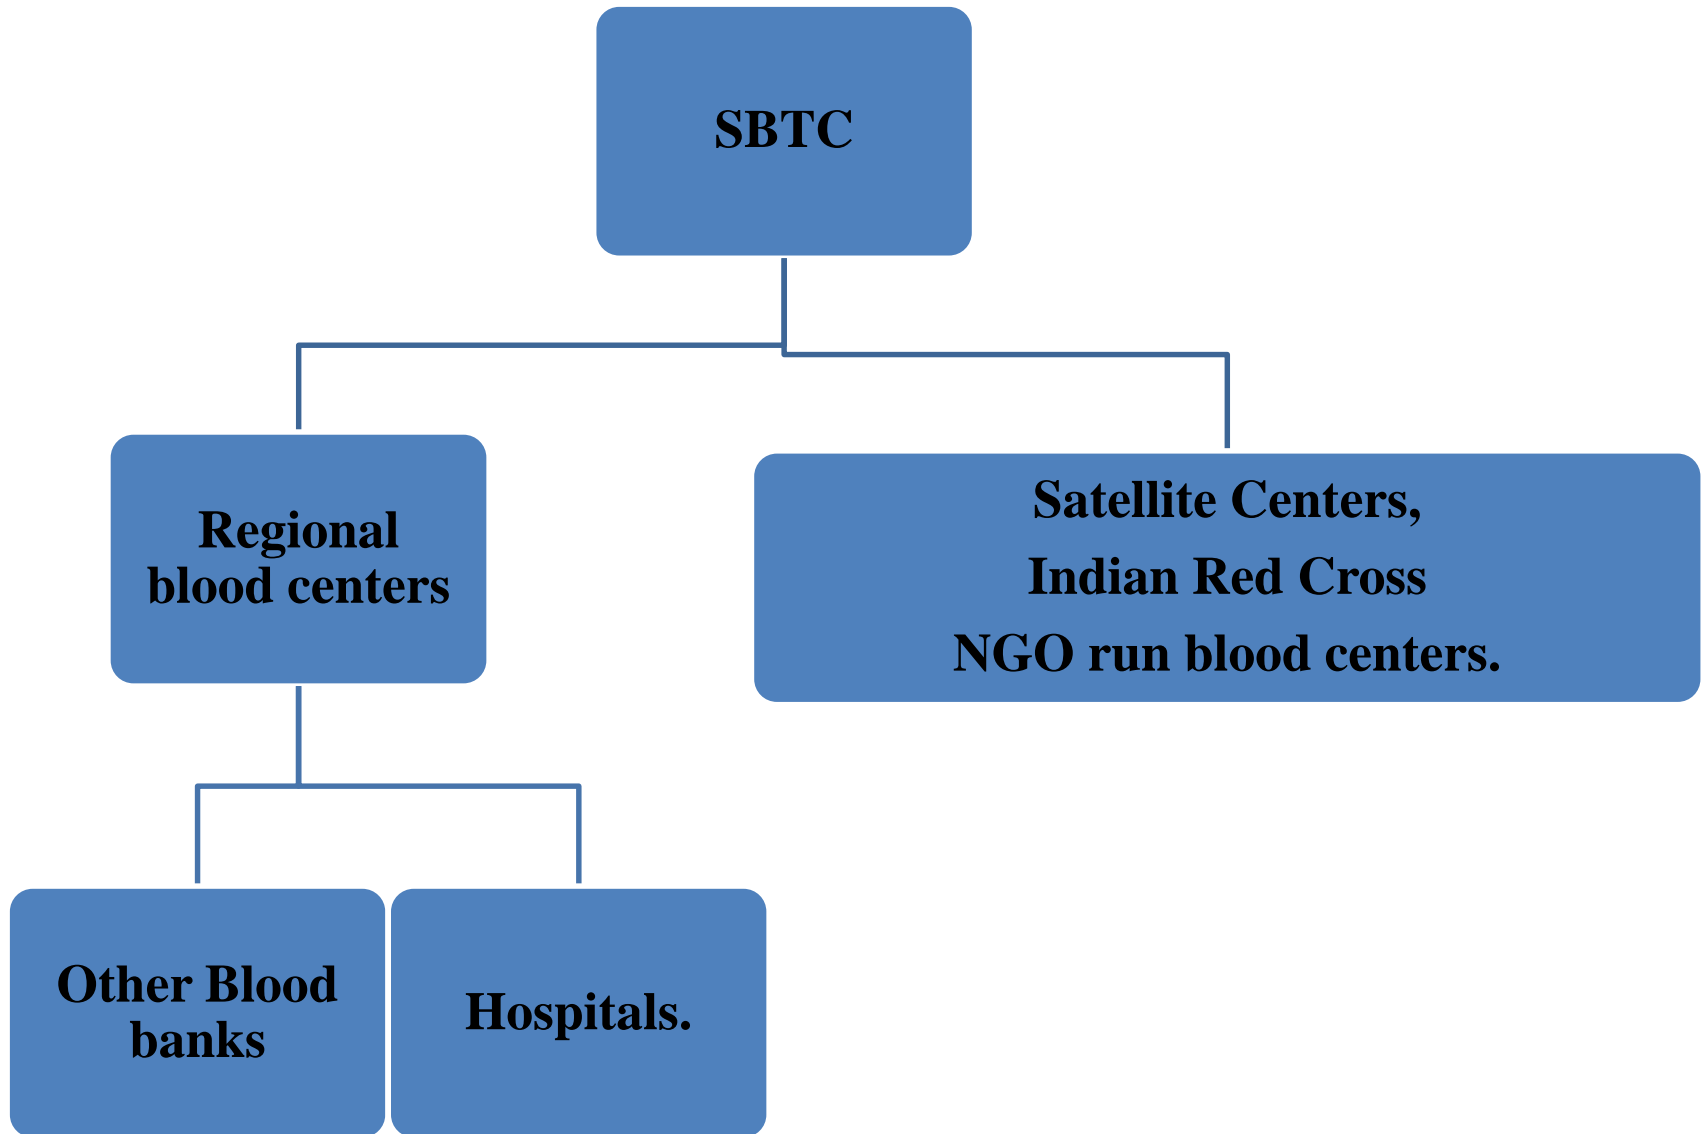 SBTC
Regional
blood centers
Satellite Centers,
Indian Red Cross
NGO run blood centers.
Other Blood
banks
Hospitals.